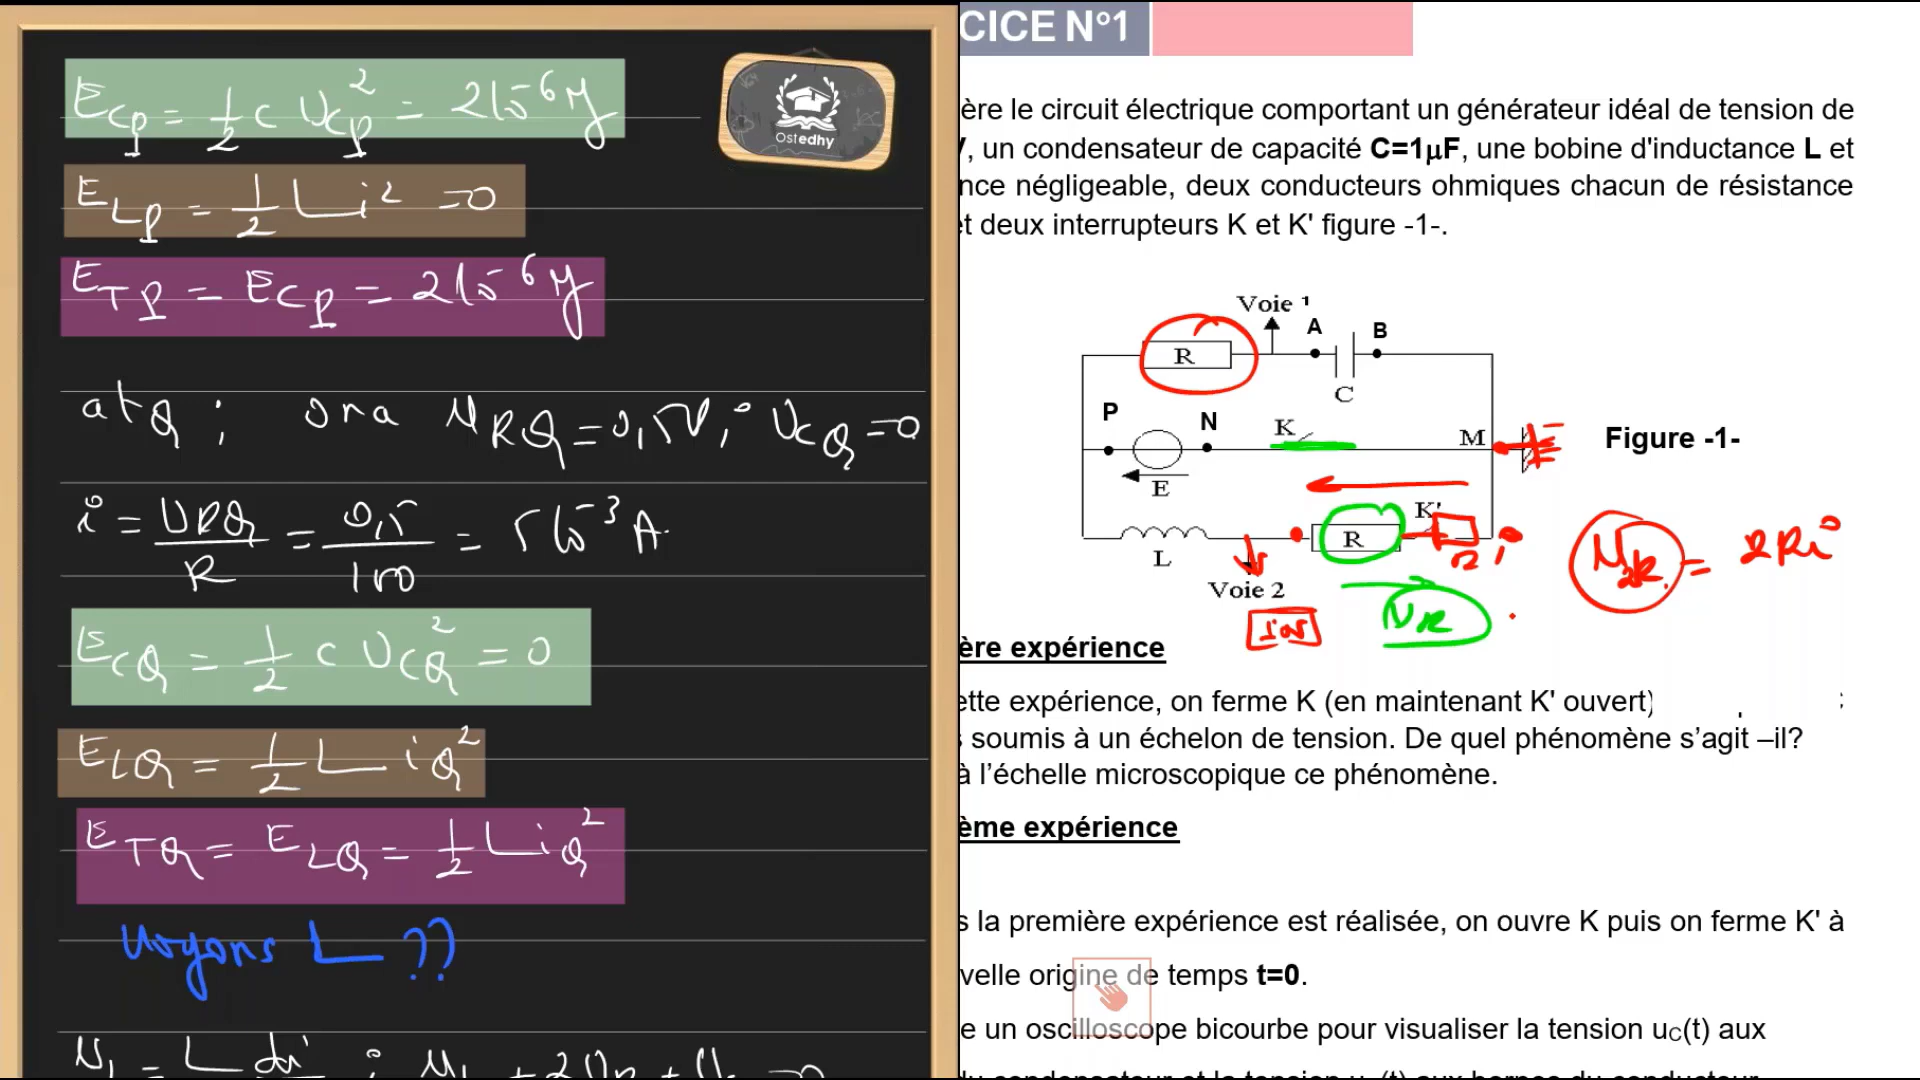 E_CP = 1/2 C U_CP² = 2 10⁻⁶ J
E_LP = 1/2 L i² = 0
E_TP = E_CP = 2 10⁻⁶ J
at Q ; on a U_RQ = 0,5V ; U_CQ = 0
i = U_RQ/R = 0,5/100 = 5 10⁻³ A.
E_CQ = 1/2 C U_CQ² = 0
E_LQ = 1/2 L i_Q²
E_TQ = E_LQ = 1/2 L i_Q²
Voyons L ??
Ostedhy
CICE N°1
ère le circuit électrique comportant un générateur idéal de tension de
, un condensateur de capacité C=1µF, une bobine d'inductance L et
nce négligeable, deux conducteurs ohmiques chacun de résistance
et deux interrupteurs K et K' figure -1-.
Voie 1
A
B
R
C
P
N
K
M
Figure -1-
E
K'
R
L
Voie 2
U_R
U_2R = 2Ri
ère expérience
ette expérience, on ferme K (en maintenant K' ouvert)
s soumis à un échelon de tension. De quel phénomène s'agit –il?
à l'échelle microscopique ce phénomène.
ème expérience
s la première expérience est réalisée, on ouvre K puis on ferme K' à
velle origine de temps t=0.
e un oscilloscope bicourbe pour visualiser la tension uC(t) aux